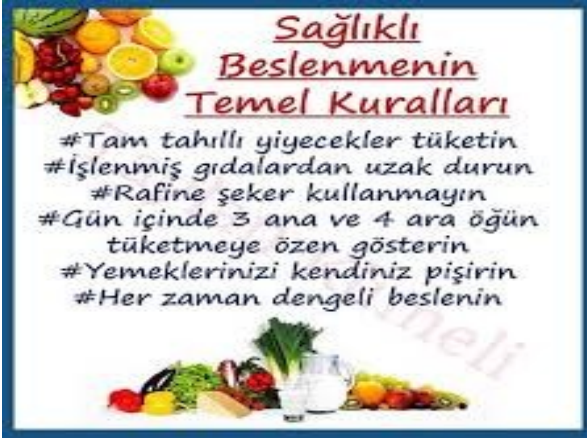 Sağlıklı
Beslenmenin
Temel Kuralları
#Tam tahıllı yiyecekler tüketin
#İşlenmiş gıdalardan uzak durun
#Rafine şeker kullanmayın
#Gün içinde 3 ana ve 4 ara öğün
tüketmeye özen gösterin
#Yemeklerinizi kendiniz pişirin
#Her zaman dengeli beslenin